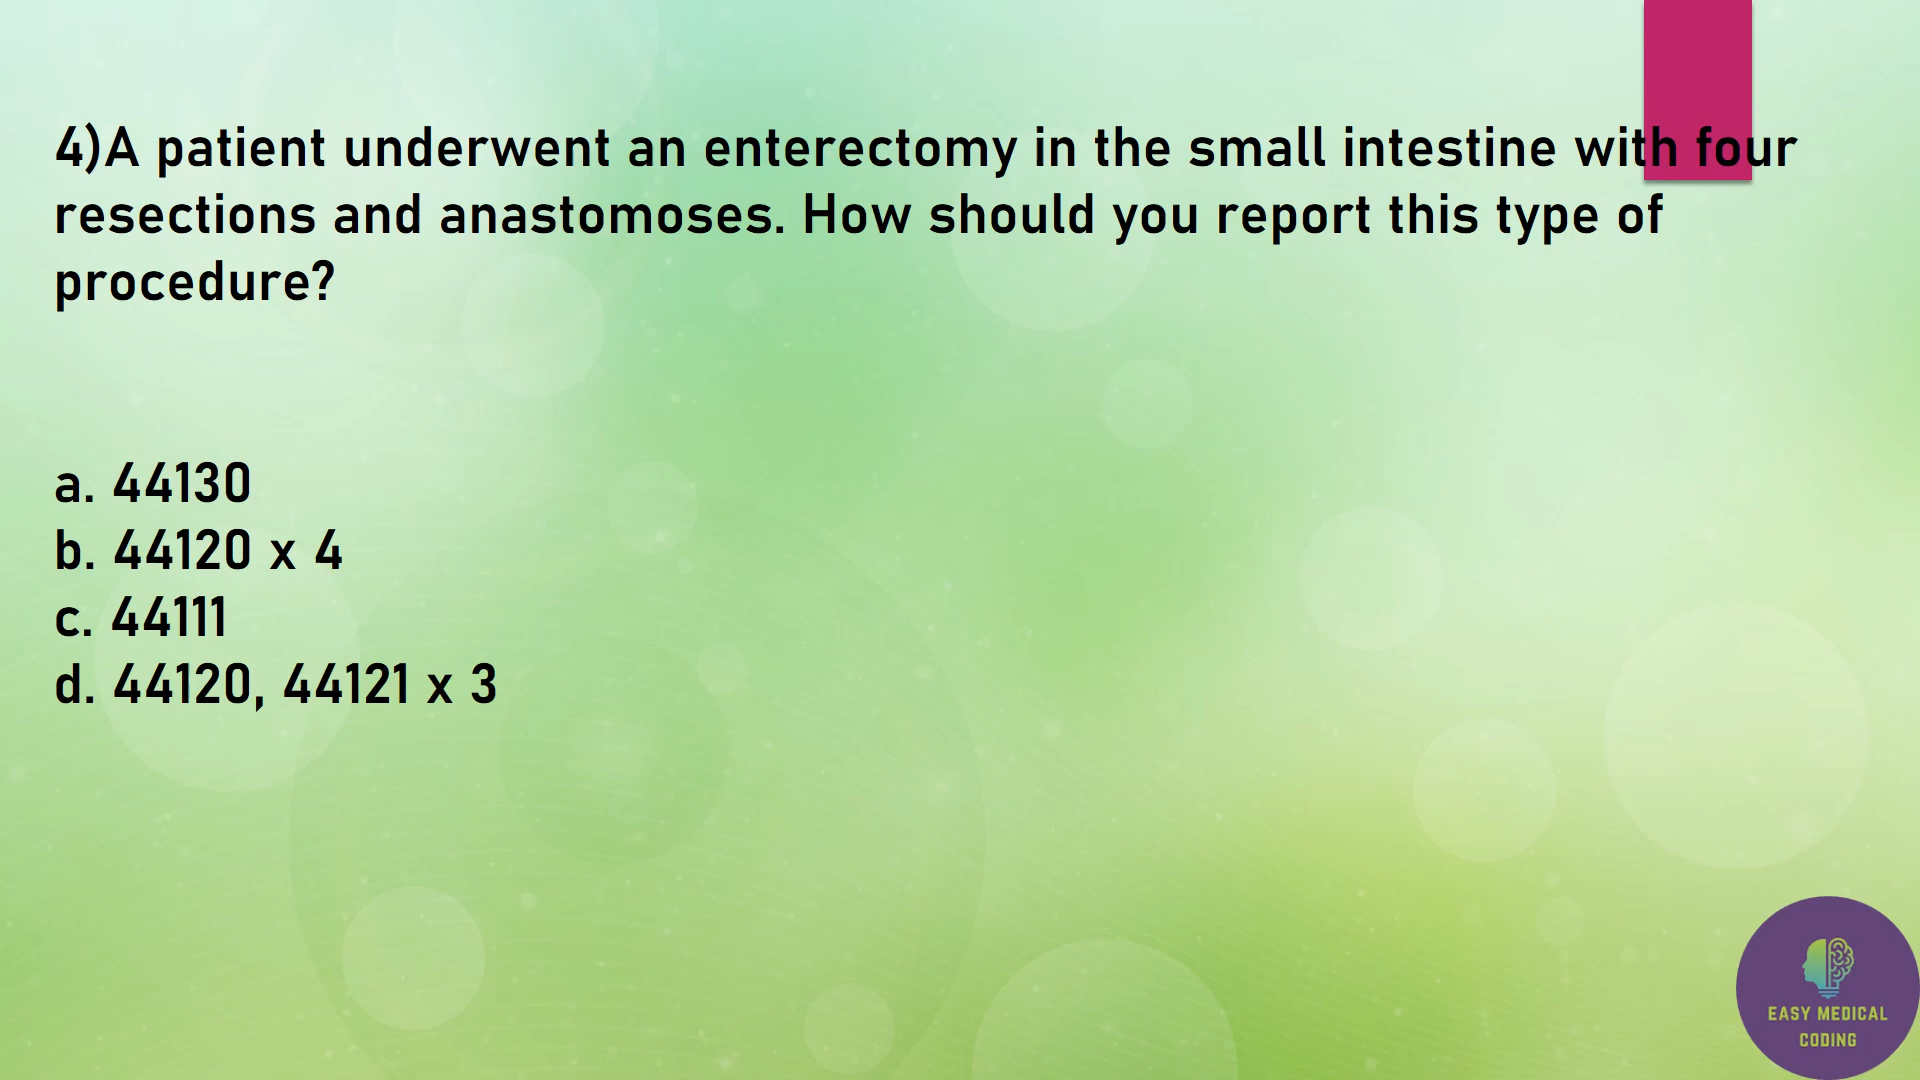 4)A patient underwent an enterectomy in the small intestine with four
resections and anastomoses. How should you report this type of
procedure?
a. 44130
b. 44120 x 4
c. 44111
d. 44120, 44121 x 3
EASY MEDICAL
CODING